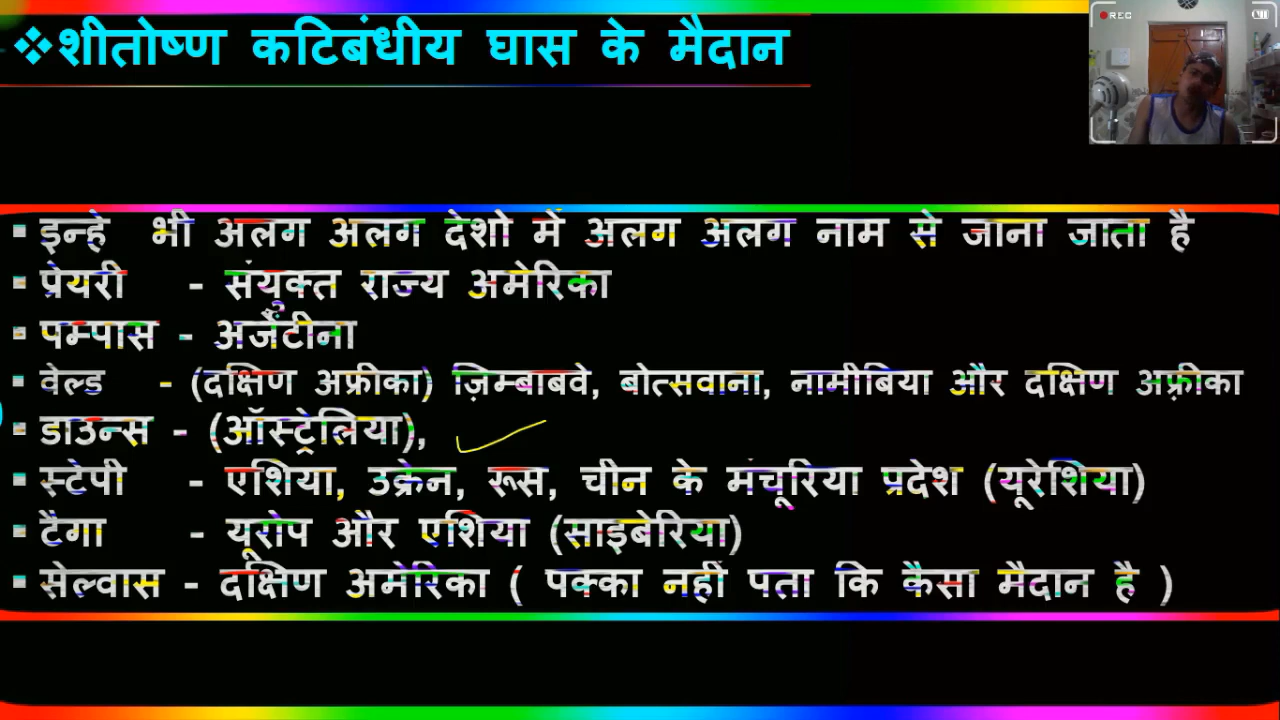 ❖शीतोष्ण कटिबंधीय घास के मैदान
REC
▪ इन्हे भी अलग अलग देशो में अलग अलग नाम से जाना जाता है
▪ प्रेयरी - संयुक्त राज्य अमेरिका
▪ पम्पास - अर्जेंटीना
▪ वेल्ड - (दक्षिण अफ्रीका) ज़िम्बाबवे, बोत्सवाना, नामीबिया और दक्षिण अफ़्रीका
▪ डाउन्स - (ऑस्ट्रेलिया),
▪ स्टेपी - एशिया, उक्रेन, रूस, चीन के मंचूरिया प्रदेश (यूरेशिया)
▪ टैगा - यूरोप और एशिया (साइबेरिया)
▪ सेल्वास - दक्षिण अमेरिका ( पक्का नहीं पता कि कैसा मैदान है )